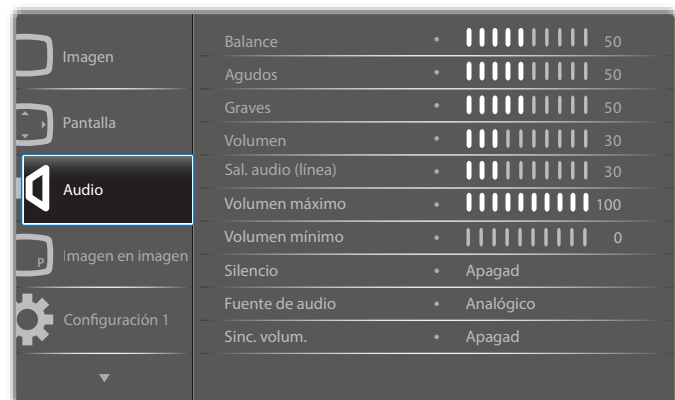 Imagen
Pantalla
Audio
P
Imagen en imagen
Configuración 1
Balance • 50
Agudos • 50
Graves • 50
Volumen • 30
Sal. audio (línea) • 30
Volumen máximo • 100
Volumen mínimo • 0
Silencio • Apagad
Fuente de audio • Analógico
Sinc. volum. • Apagad